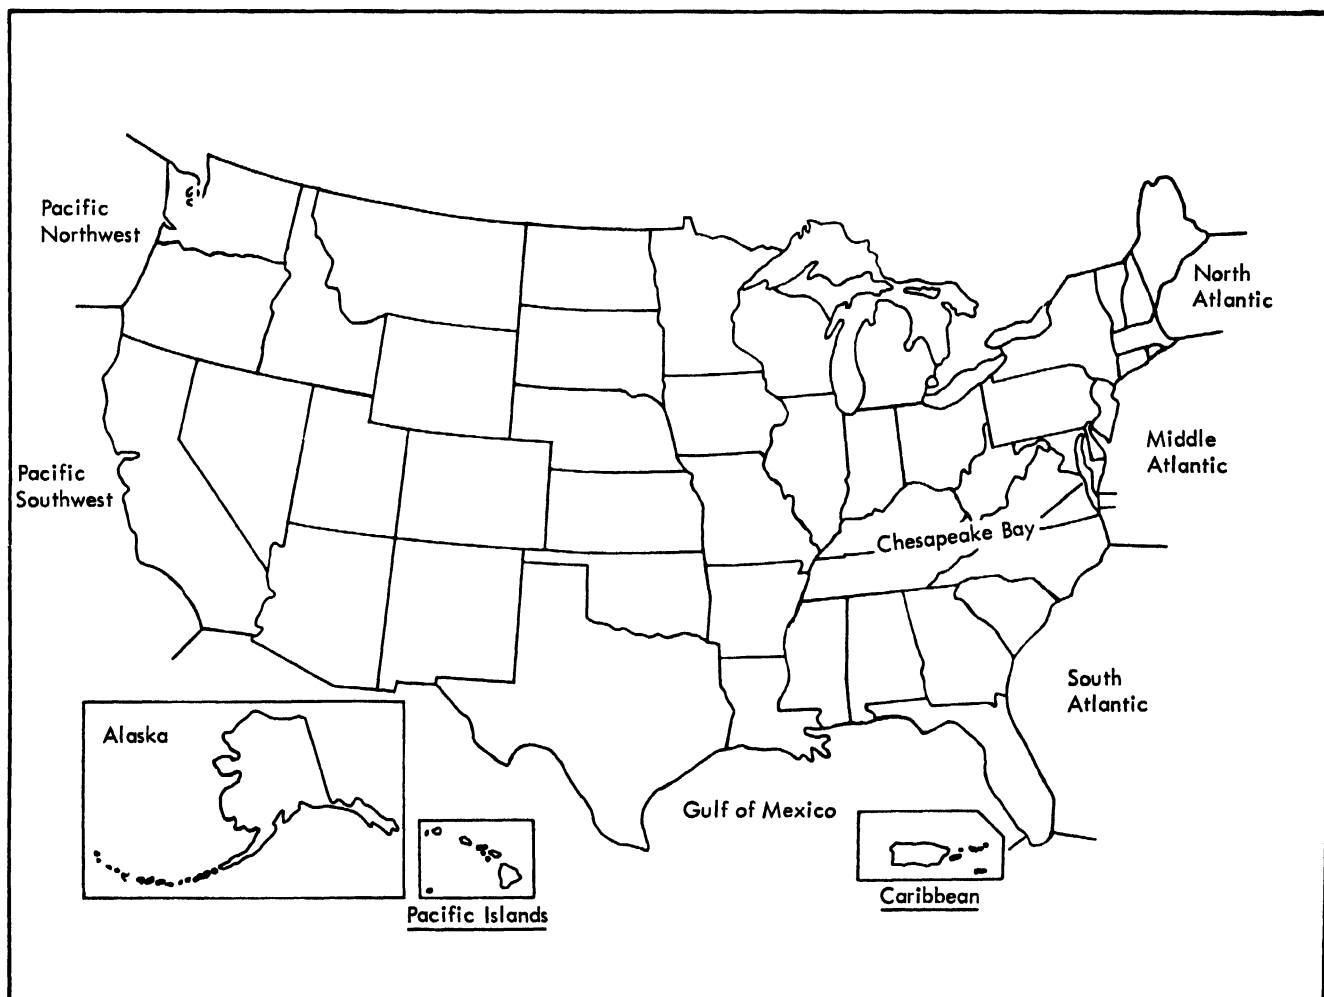 Pacific
Northwest
North
Atlantic
Middle
Atlantic
Pacific
Southwest
Chesapeake Bay
South
Atlantic
Alaska
Gulf of Mexico
Caribbean
Pacific Islands